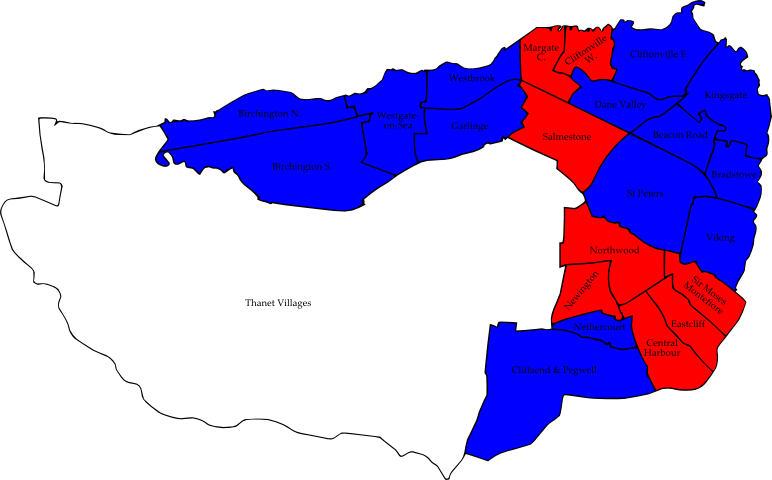 Margate
C.
Cliftonville
W.
Cliftonville E.
Kingsgate
Westbrook
Dane Valley
Birchington N.
Westgate-
on-Sea
Garlinge
Salmestone
Beacon Road
Birchington S.
Bradstowe
St Peters
Viking
Northwood
Sir Moses
Montefiore
Newington
Thanet Villages
Eastcliff
Nethercourt
Central
Harbour
Cliffsend & Pegwell